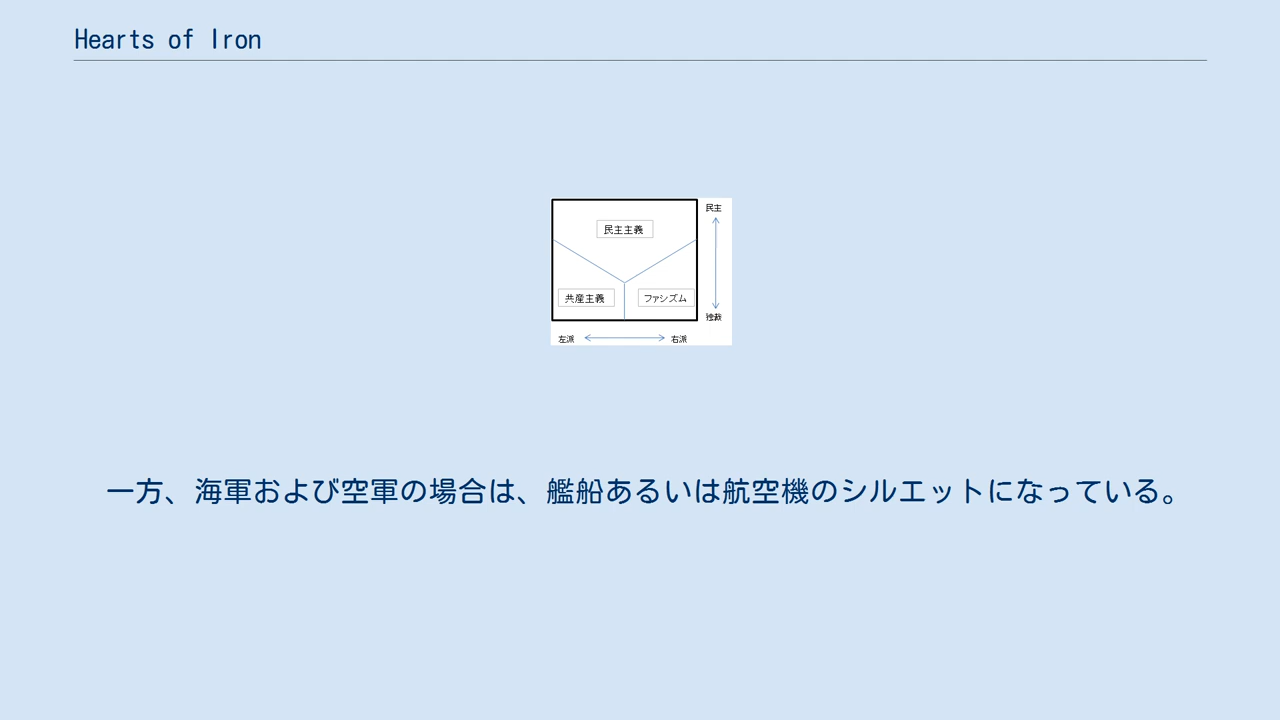 Hearts of Iron
民主主義
民主
共産主義
ファシズム
独裁
左派
右派
一方、海軍および空軍の場合は、艦船あるいは航空機のシルエットになっている。